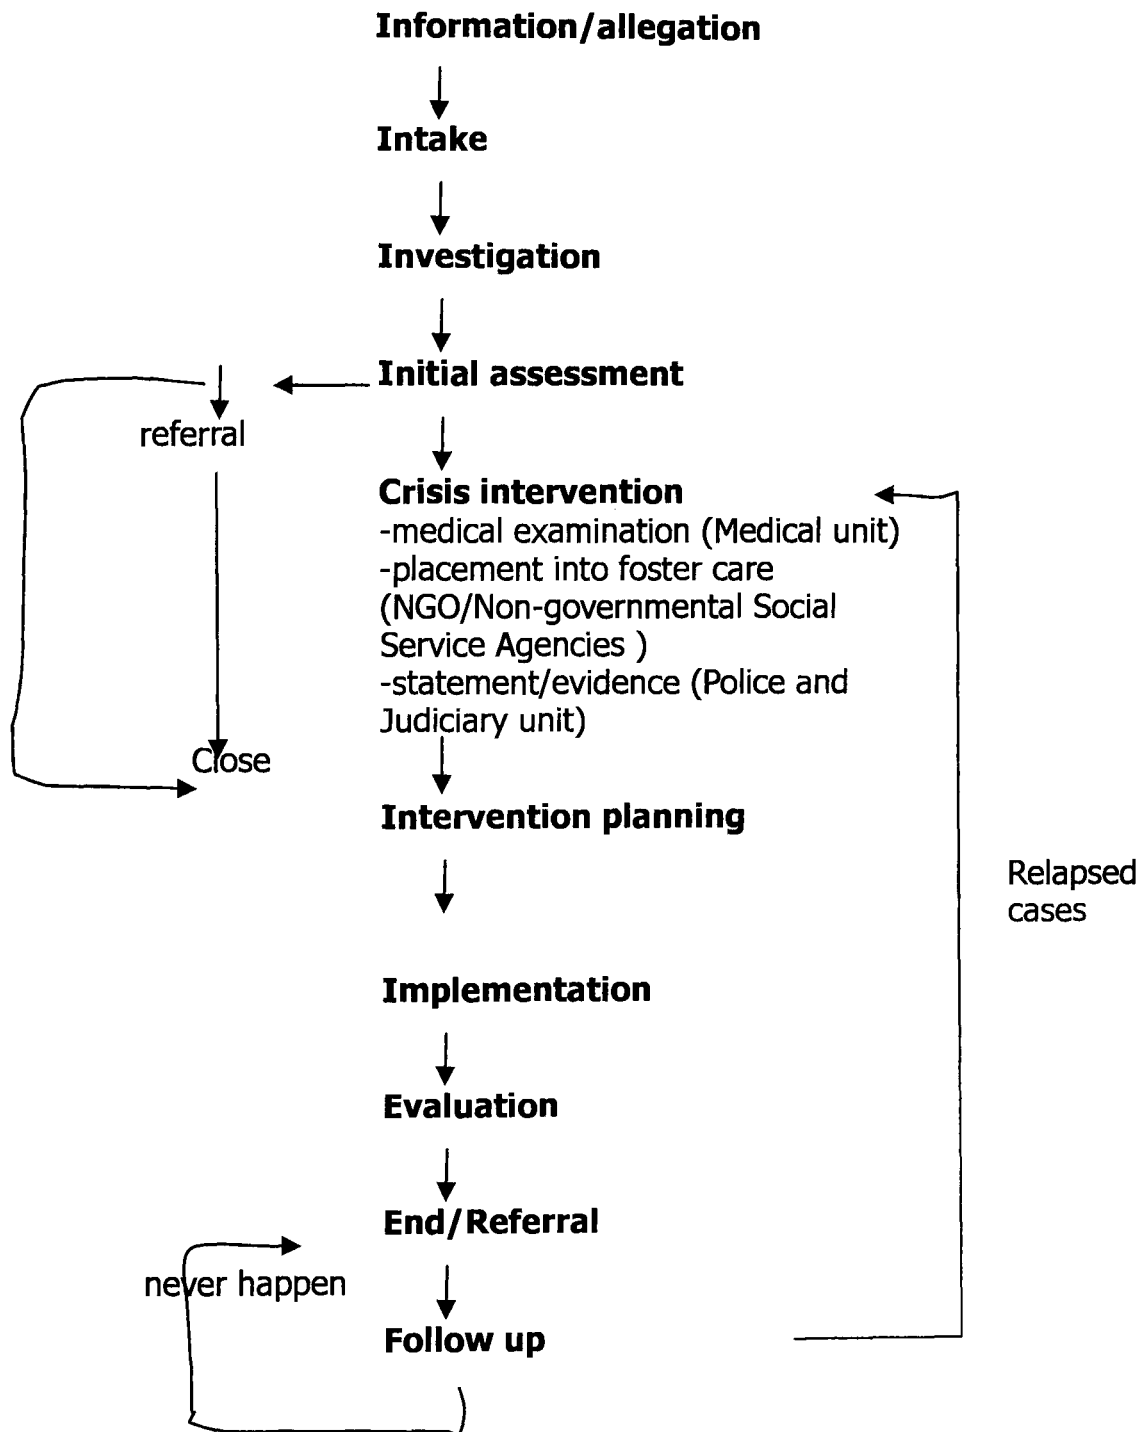 Information/allegation
Intake
Investigation
Initial assessment
referral
Crisis intervention
-medical examination (Medical unit)
-placement into foster care
(NGO/Non-governmental Social
Service Agencies )
-statement/evidence (Police and
Judiciary unit)
Close
Intervention planning
Relapsed
cases
Implementation
Evaluation
End/Referral
never happen
Follow up